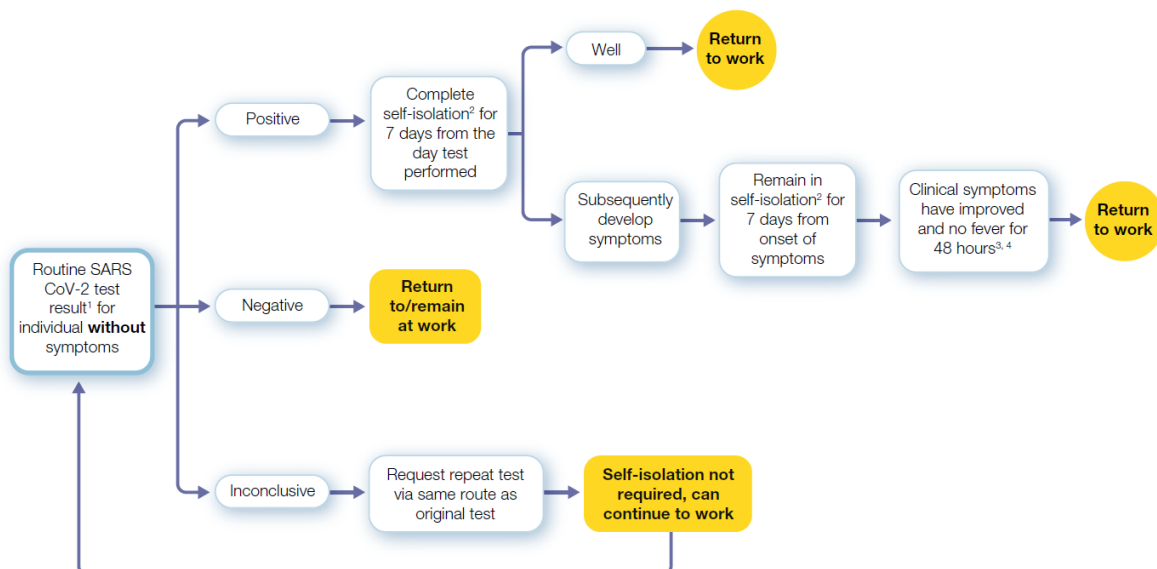 Routine SARS
CoV-2 test
result¹ for
individual without
symptoms
Positive
Complete
self-isolation² for
7 days from the
day test
performed
Well
Return
to work
Subsequently
develop
symptoms
Remain in
self-isolation² for
7 days from
onset of
symptoms
Clinical symptoms
have improved
and no fever for
48 hours³, ⁴
Return
to work
Negative
Return
to/remain
at work
Inconclusive
Request repeat test
via same route as
original test
Self-isolation not
required, can
continue to work